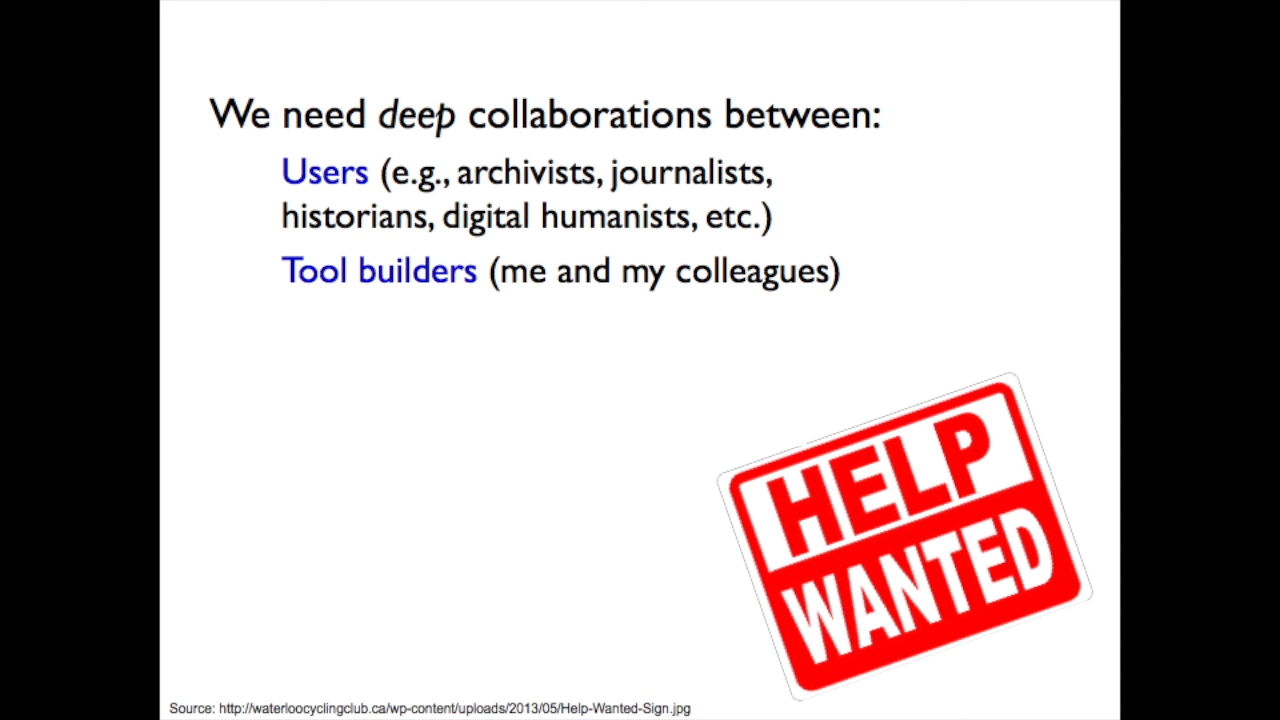 We need deep collaborations between:
Users (e.g., archivists, journalists,
historians, digital humanists, etc.)
Tool builders (me and my colleagues)
HELP
WANTED
Source: http://waterloocyclingclub.ca/wp-content/uploads/2013/05/Help-Wanted-Sign.jpg